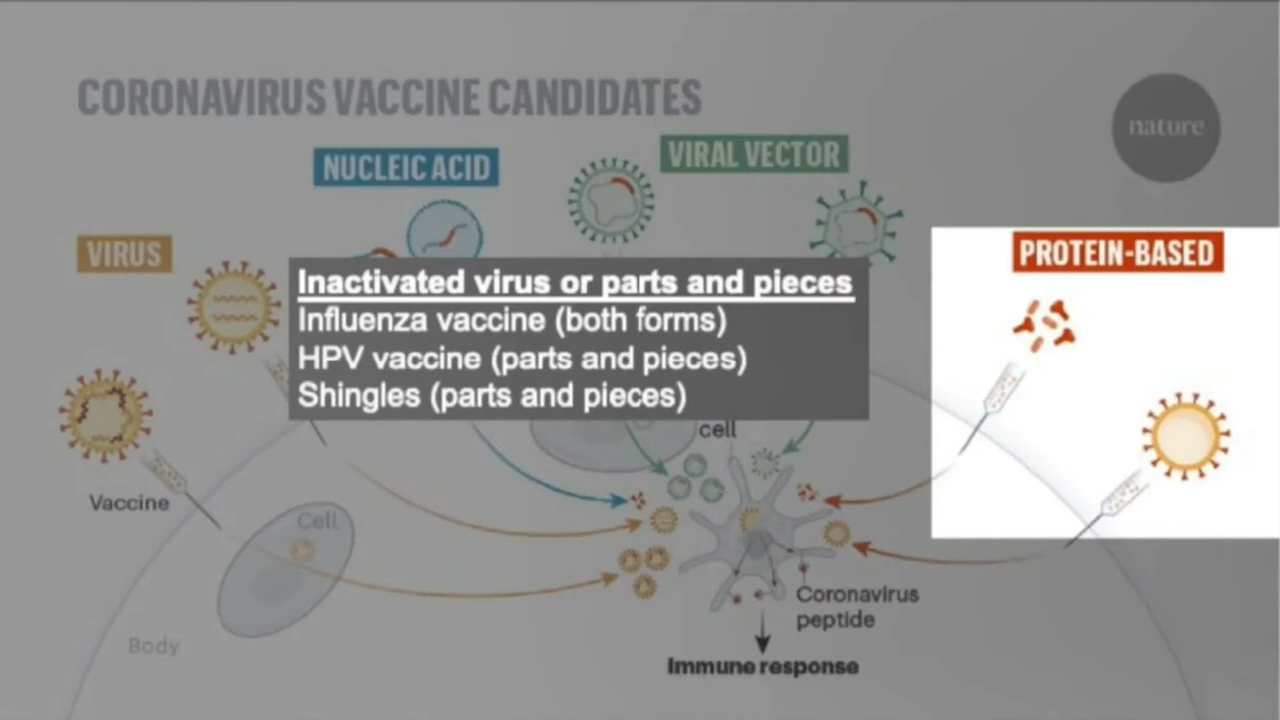 CORONAVIRUS VACCINE CANDIDATES
nature
NUCLEIC ACID
VIRAL VECTOR
VIRUS
PROTEIN-BASED
Inactivated virus or parts and pieces
Influenza vaccine (both forms)
HPV vaccine (parts and pieces)
Shingles (parts and pieces)
cell
Vaccine
Cell
Coronavirus
peptide
Body
Immune response